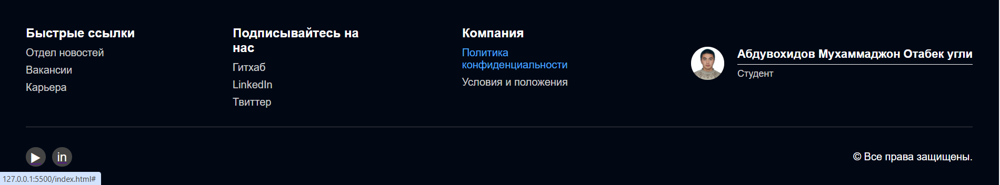 Быстрые ссылки
Отдел новостей
Вакансии
Карьера
Подписывайтесь на
нас
Гитхаб
LinkedIn
Твиттер
Компания
Политика
конфиденциальности
Условия и положения
Абдувохидов Мухаммаджон Отабек угли
Студент
in
© Все права защищены.
127.0.0.1:5500/index.html#